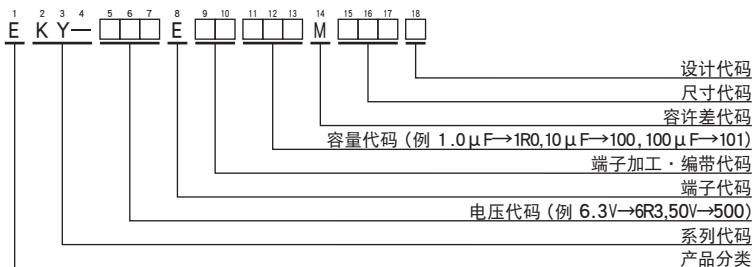 1 2 3 4 5 6 7 8 9 10 11 12 13 14 15 16 17 18
E KY— □□□ E □□ □□□ M □□□ □
设计代码
尺寸代码
容许差代码
容量代码（例 1.0μF→1R0,10μF→100,100μF→101）
端子加工・编带代码
端子代码
电压代码（例 6.3V→6R3,50V→500）
系列代码
产品分类